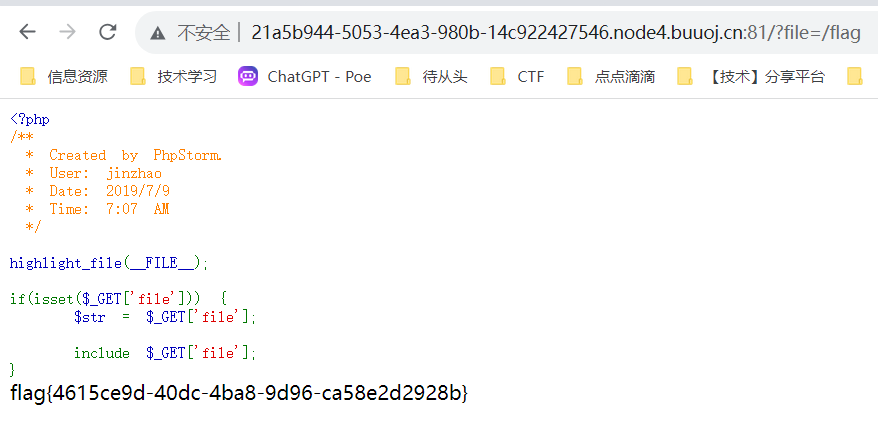 不安全 | 21a5b944-5053-4ea3-980b-14c922427546.node4.buuoj.cn:81/?file=/flag
信息资源 技术学习 ChatGPT - Poe 待从头 CTF 点点滴滴 【技术】分享平台
<?php
/**
 * Created by PhpStorm.
 * User: jinzhao
 * Date: 2019/7/9
 * Time: 7:07 AM
 */
highlight_file(__FILE__);
if(isset($_GET['file'])) {
$str = $_GET['file'];
include $_GET['file'];
}
flag{4615ce9d-40dc-4ba8-9d96-ca58e2d2928b}